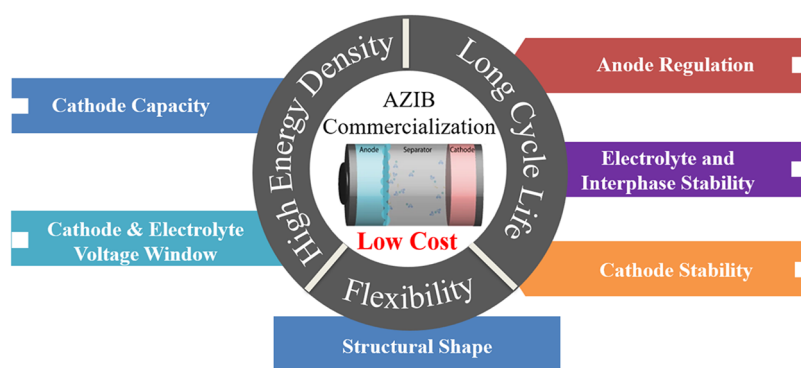 High Energy Density
Long Cycle Life
Flexibility
AZIB
Commercialization
Anode
Separator
Cathode
Low Cost
Cathode Capacity
Cathode & Electrolyte
Voltage Window
Anode Regulation
Electrolyte and
Interphase Stability
Cathode Stability
Structural Shape